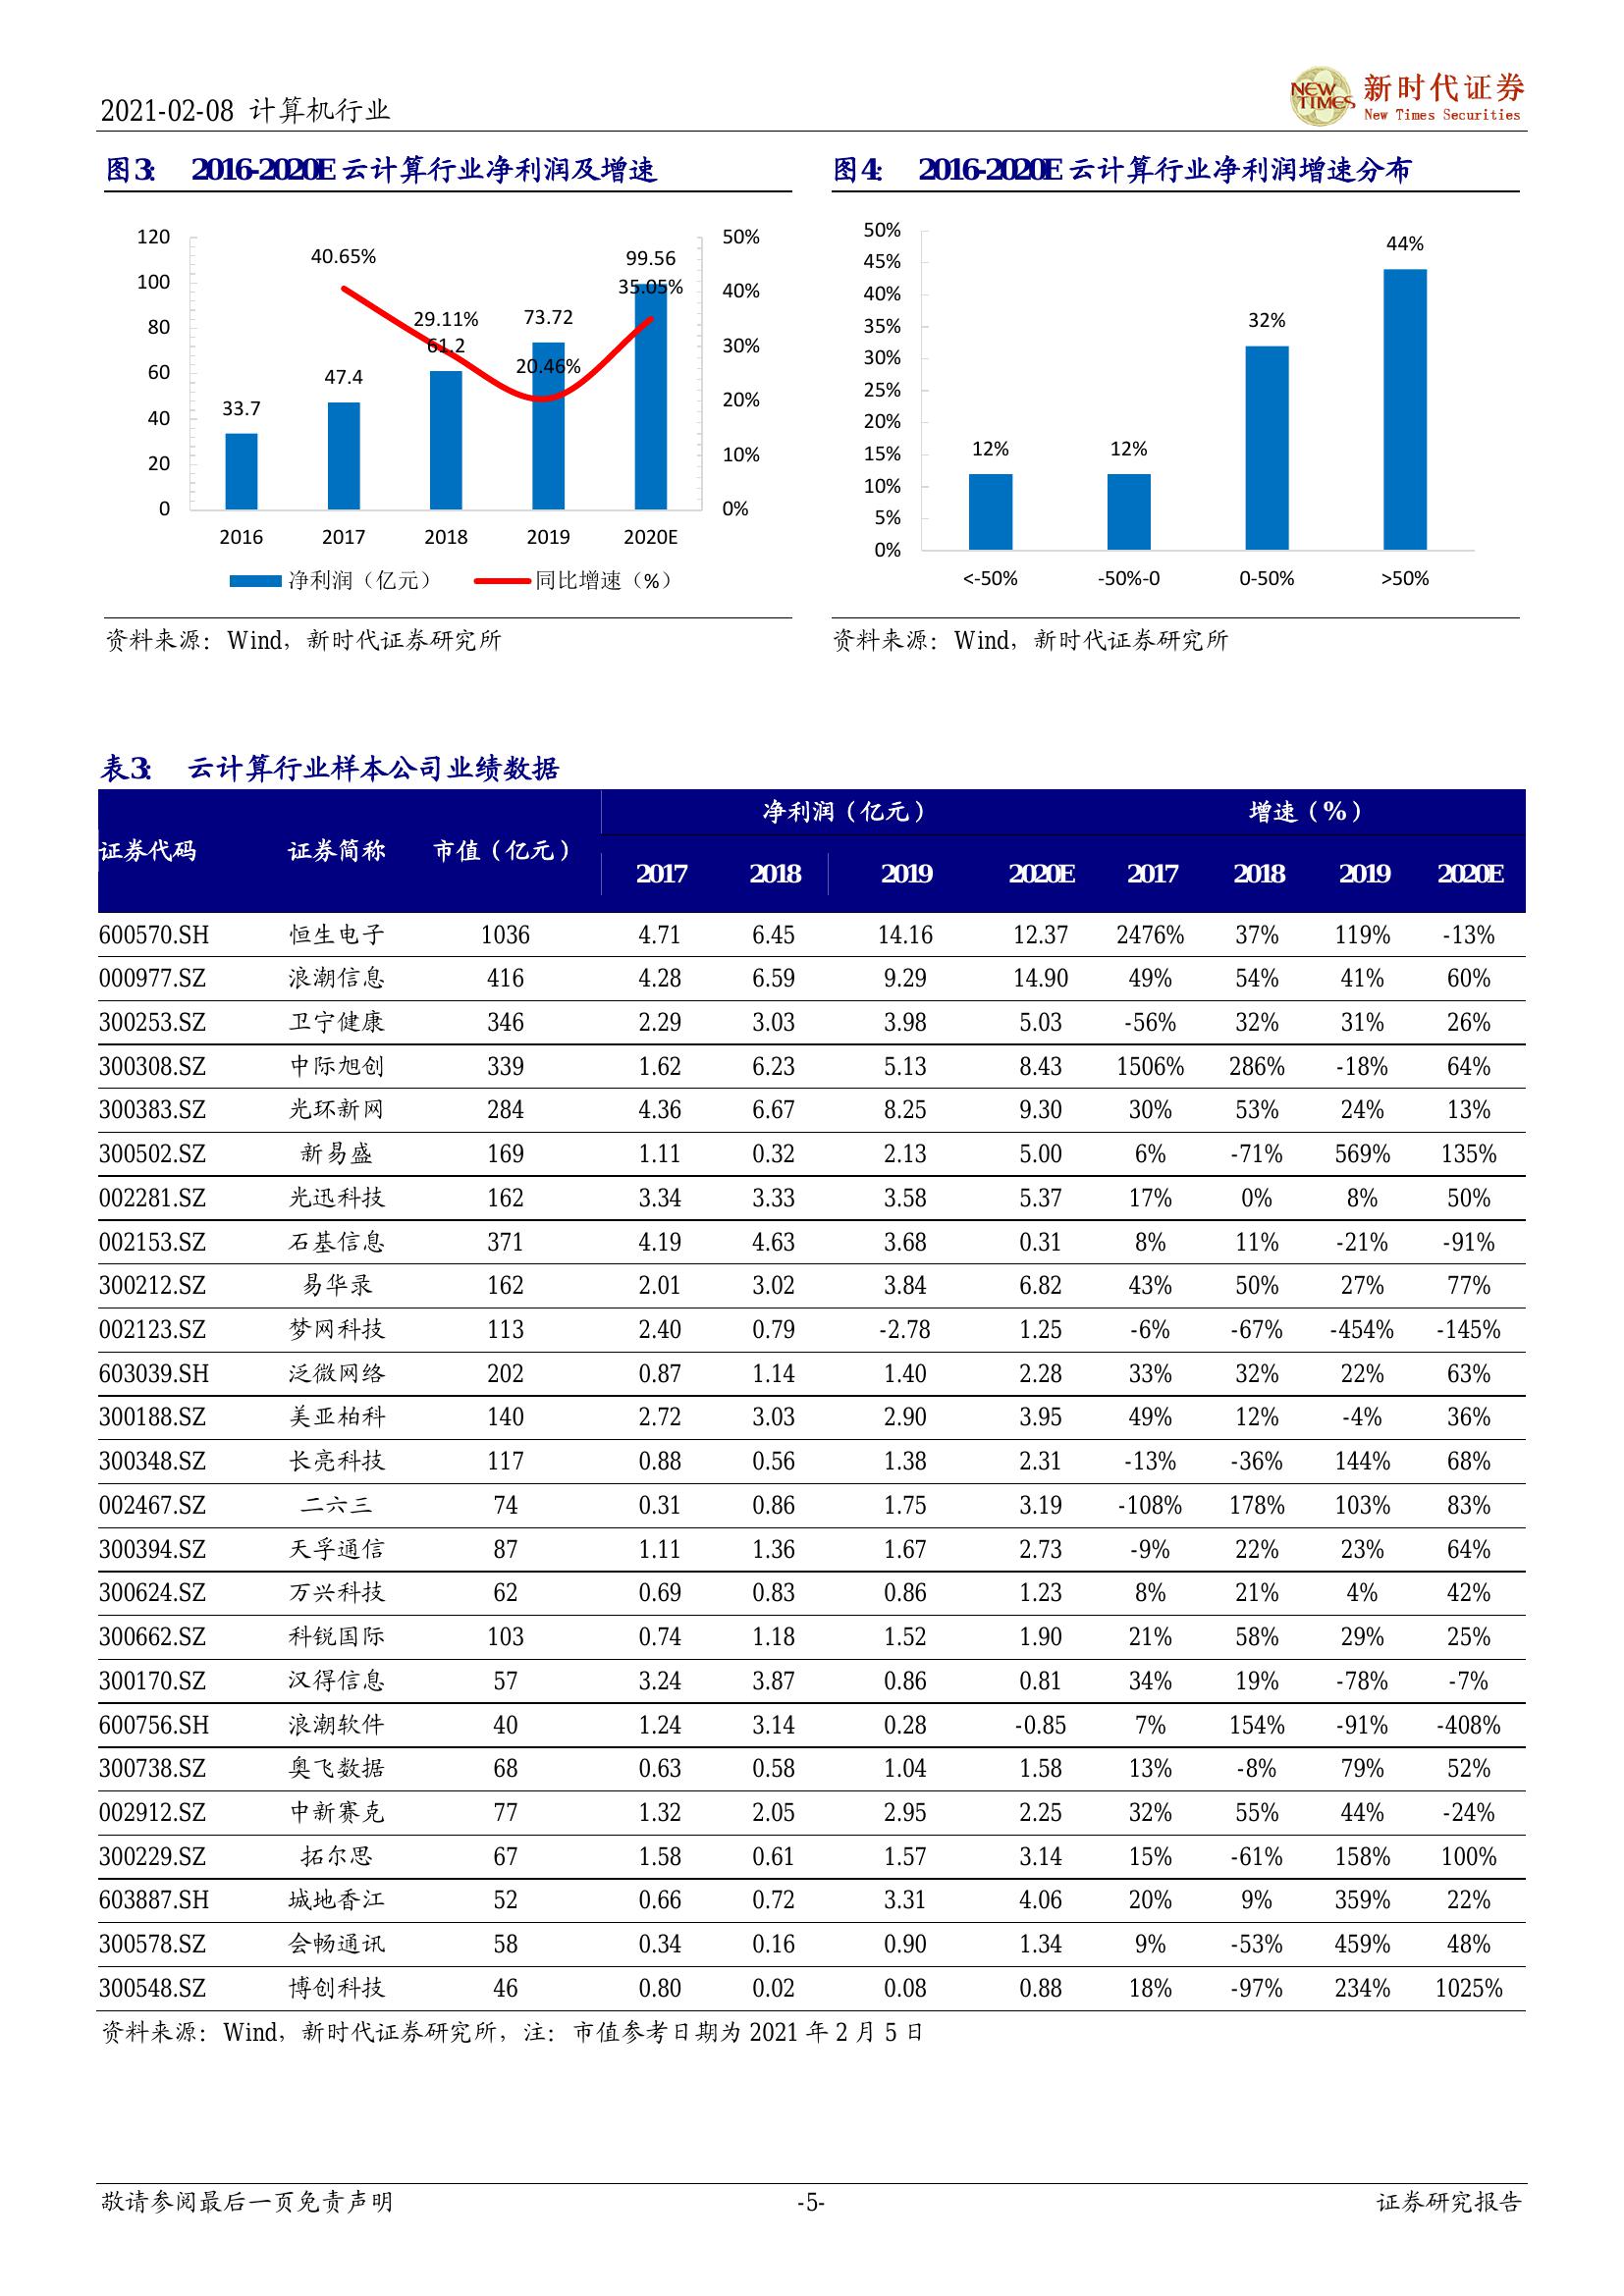 2021-02-08 计算机行业
NEW TIMES 新时代证券
New Times Securities
图3: 2016-2020E云计算行业净利润及增速
120
100
80
60
40
20
0
50%
40%
30%
20%
10%
0%
40.65%
29.11%
20.46%
35.05%
33.7
47.4
61.2
73.72
99.56
2016 2017 2018 2019 2020E
净利润（亿元） 同比增速（%）
资料来源：Wind，新时代证券研究所
图4: 2016-2020E云计算行业净利润增速分布
50%
45%
40%
35%
30%
25%
20%
15%
10%
5%
0%
12% 12% 32% 44%
<-50% -50%-0 0-50% >50%
资料来源：Wind，新时代证券研究所
表3: 云计算行业样本公司业绩数据
证券代码 证券简称 市值（亿元） 净利润（亿元） 增速（%）
2017 2018 2019 2020E 2017 2018 2019 2020E
600570.SH 恒生电子 1036 4.71 6.45 14.16 12.37 2476% 37% 119% -13%
000977.SZ 浪潮信息 416 4.28 6.59 9.29 14.90 49% 54% 41% 60%
300253.SZ 卫宁健康 346 2.29 3.03 3.98 5.03 -56% 32% 31% 26%
300308.SZ 中际旭创 339 1.62 6.23 5.13 8.43 1506% 286% -18% 64%
300383.SZ 光环新网 284 4.36 6.67 8.25 9.30 30% 53% 24% 13%
300502.SZ 新易盛 169 1.11 0.32 2.13 5.00 6% -71% 569% 135%
002281.SZ 光迅科技 162 3.34 3.33 3.58 5.37 17% 0% 8% 50%
002153.SZ 石基信息 371 4.19 4.63 3.68 0.31 8% 11% -21% -91%
300212.SZ 易华录 162 2.01 3.02 3.84 6.82 43% 50% 27% 77%
002123.SZ 梦网科技 113 2.40 0.79 -2.78 1.25 -6% -67% -454% -145%
603039.SH 泛微网络 202 0.87 1.14 1.40 2.28 33% 32% 22% 63%
300188.SZ 美亚柏科 140 2.72 3.03 2.90 3.95 49% 12% -4% 36%
300348.SZ 长亮科技 117 0.88 0.56 1.38 2.31 -13% -36% 144% 68%
002467.SZ 二六三 74 0.31 0.86 1.75 3.19 -108% 178% 103% 83%
300394.SZ 天孚通信 87 1.11 1.36 1.67 2.73 -9% 22% 23% 64%
300624.SZ 万兴科技 62 0.69 0.83 0.86 1.23 8% 21% 4% 42%
300662.SZ 科锐国际 103 0.74 1.18 1.52 1.90 21% 58% 29% 25%
300170.SZ 汉得信息 57 3.24 3.87 0.86 0.81 34% 19% -78% -7%
600756.SH 浪潮软件 40 1.24 3.14 0.28 -0.85 7% 154% -91% -408%
300738.SZ 奥飞数据 68 0.63 0.58 1.04 1.58 13% -8% 79% 52%
002912.SZ 中新赛克 77 1.32 2.05 2.95 2.25 32% 55% 44% -24%
300229.SZ 拓尔思 67 1.58 0.61 1.57 3.14 15% -61% 158% 100%
603887.SH 城地香江 52 0.66 0.72 3.31 4.06 20% 9% 359% 22%
300578.SZ 会畅通讯 58 0.34 0.16 0.90 1.34 9% -53% 459% 48%
300548.SZ 博创科技 46 0.80 0.02 0.08 0.88 18% -97% 234% 1025%
资料来源：Wind，新时代证券研究所，注：市值参考日期为 2021 年 2 月 5 日
敬请参阅最后一页免责声明 -5- 证券研究报告